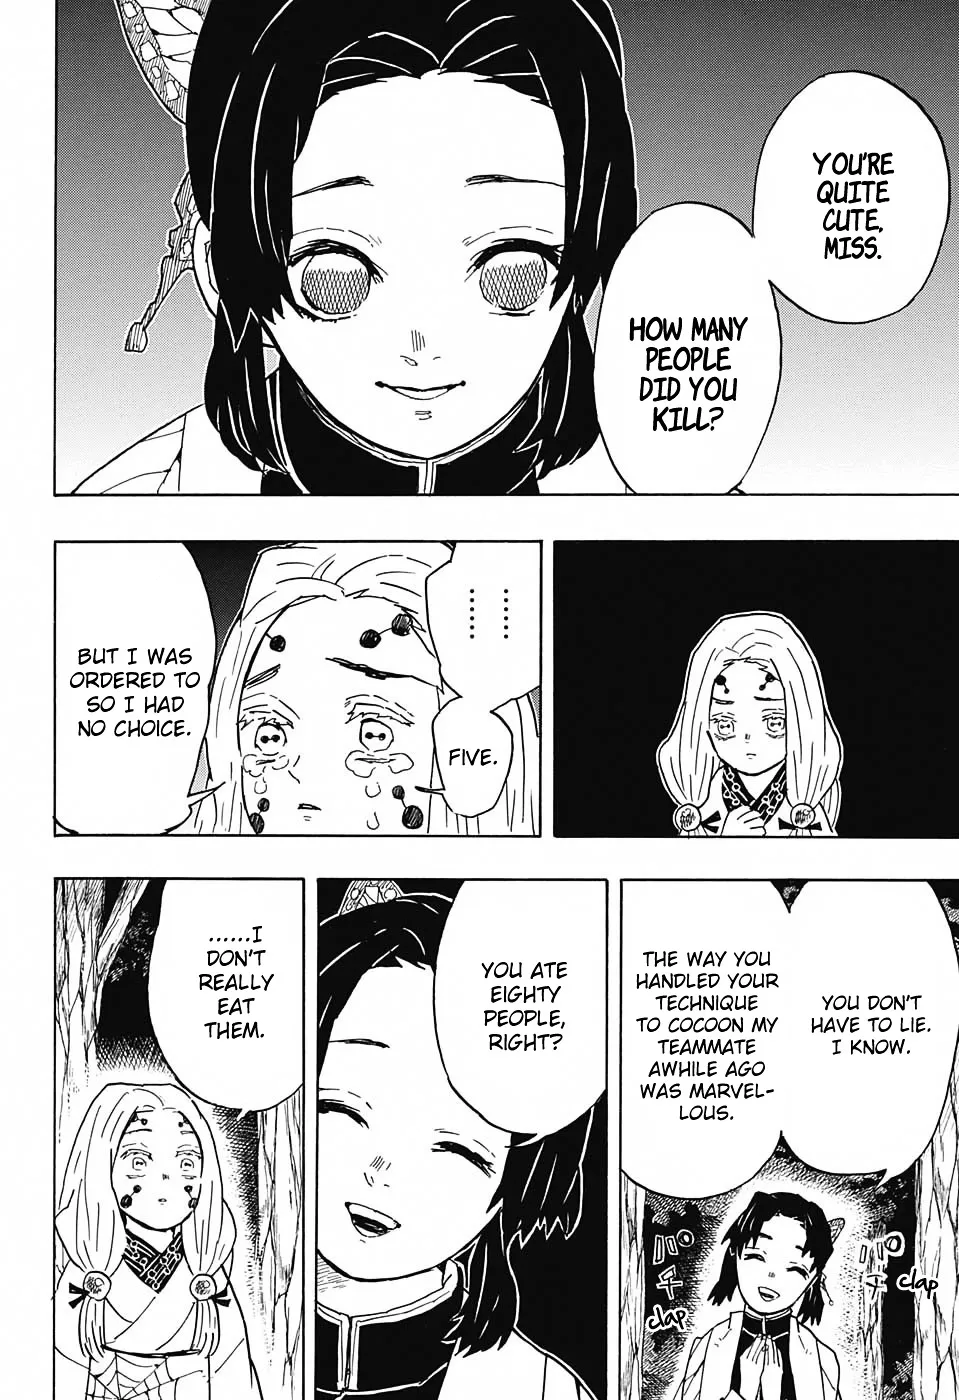 YOU'RE
QUITE
CUTE,
MISS.
HOW MANY
PEOPLE
DID YOU
KILL?
......
......
FIVE.
BUT I WAS
ORDERED TO
SO I HAD
NO CHOICE.
YOU DON'T
HAVE TO LIE.
I KNOW.
THE WAY YOU
HANDLED YOUR
TECHNIQUE
TO COCOON MY
TEAMMATE
AWHILE AGO
WAS MARVEL-
LOUS.
パチ
clap
パチ
clap
YOU ATE
EIGHTY
PEOPLE,
RIGHT?
......I
DON'T
REALLY
EAT
THEM.